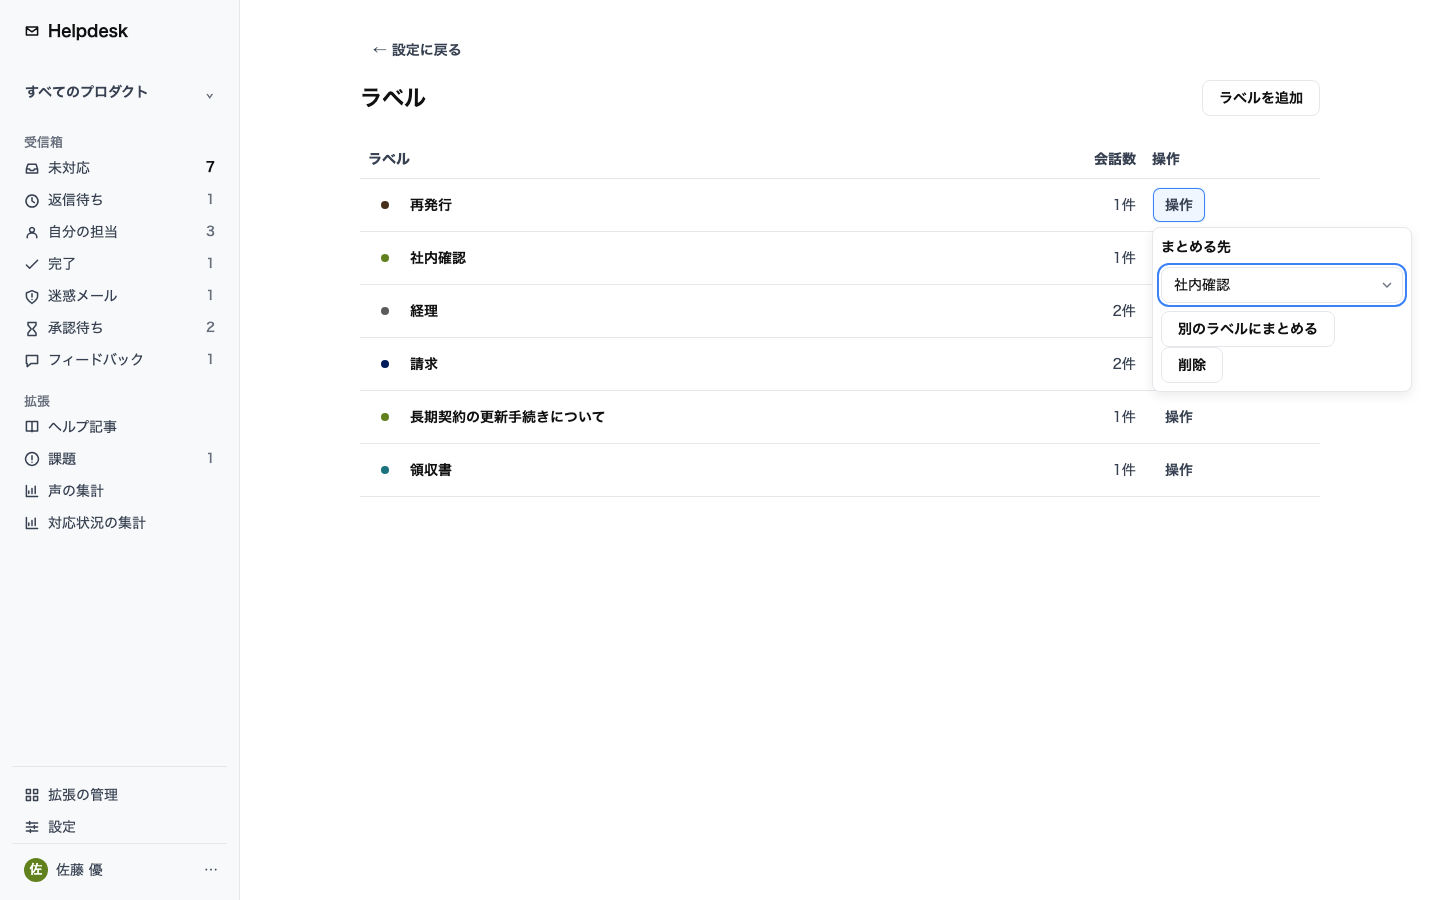 Helpdesk
すべてのプロダクト
受信箱
未対応 7
返信待ち 1
自分の担当 3
完了 1
迷惑メール 1
承認待ち 2
フィードバック 1
拡張
ヘルプ記事
課題 1
声の集計
対応状況の集計
拡張の管理
設定
佐 佐藤 優 …
← 設定に戻る
ラベル
ラベルを追加
ラベル 会話数 操作
再発行 1件 操作
社内確認 1件
経理 2件
請求 2件
長期契約の更新手続きについて 1件 操作
領収書 1件 操作
まとめる先
社内確認
別のラベルにまとめる
削除